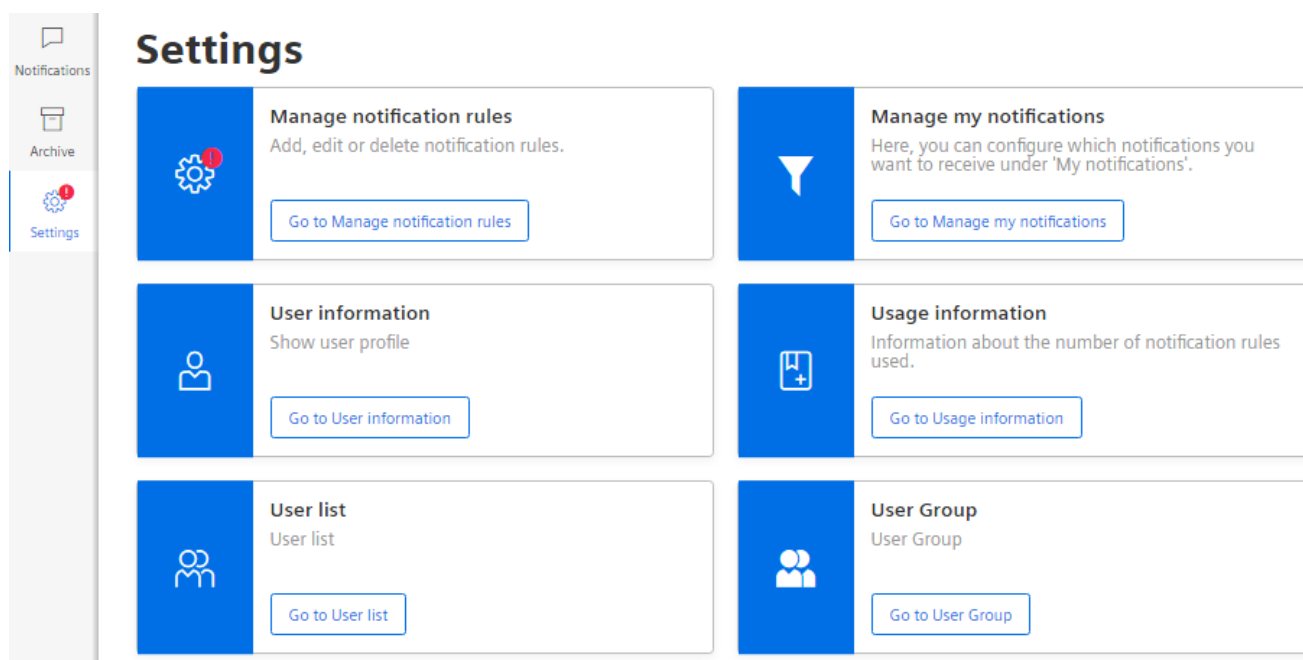 Notifications
Archive
Settings
Settings
Manage notification rules
Add, edit or delete notification rules.
Go to Manage notification rules
Manage my notifications
Here, you can configure which notifications you
want to receive under 'My notifications'.
Go to Manage my notifications
User information
Show user profile
Go to User information
Usage information
Information about the number of notification rules
used.
Go to Usage information
User list
User list
Go to User list
User Group
User Group
Go to User Group